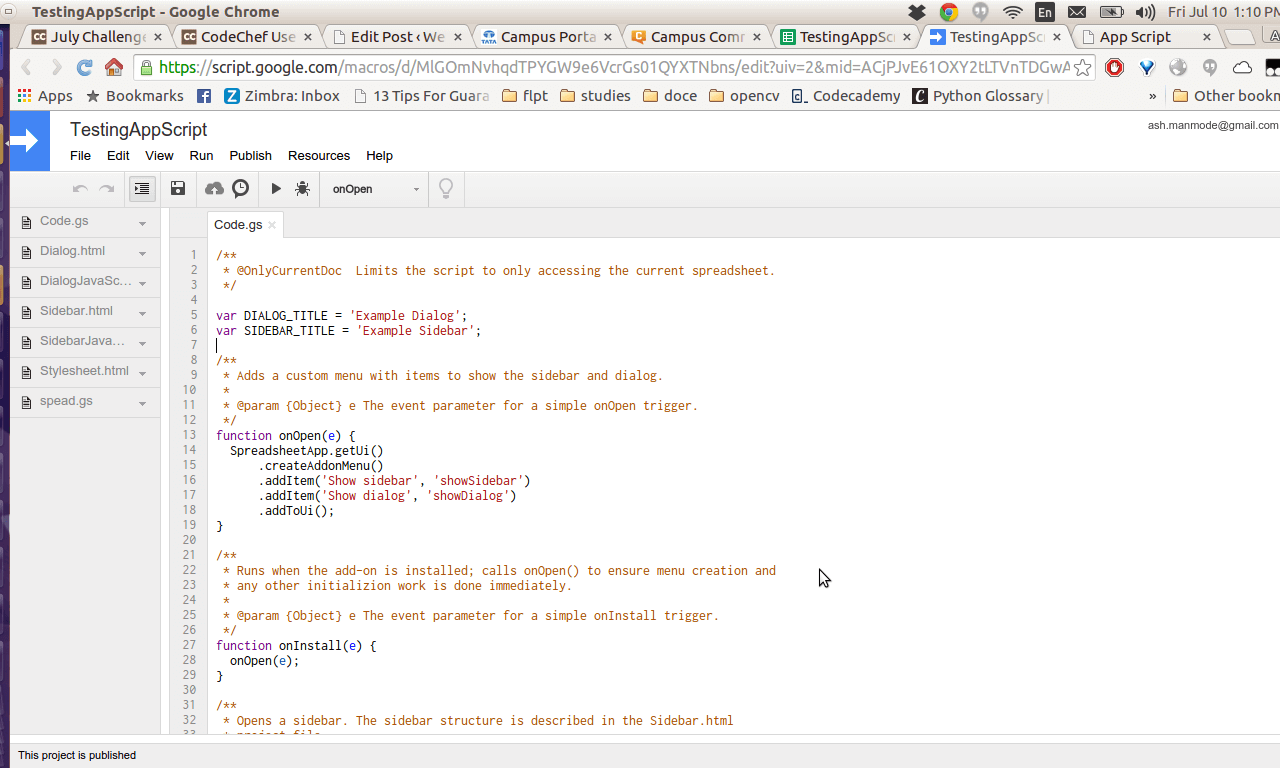 TestingAppScript - Google Chrome
En
Fri Jul 10 1:10 PM
July Challenge
CodeChef Use
Edit Post ‹ We
TATA
Campus Porta
Campus Com
TestingAppSc
TestingAppSc
App Script
https://script.google.com/macros/d/MlGOmNvhqdTPYGW9e6VcrGs01QYXTNbns/edit?uiv=2&mid=ACjPJvE61OXY2tLTVnTDGwA
Apps
Bookmarks
Zimbra: Inbox
13 Tips For Guara
flpt
studies
doce
opencv
Codecademy
Python Glossary |
»
Other bookm
TestingAppScript
ash.manmode@gmail.com
File Edit View Run Publish Resources Help
onOpen
Code.gs
Dialog.html
DialogJavaSc...
Sidebar.html
SidebarJava...
Stylesheet.html
spead.gs
Code.gs ×
1 /**
2  * @OnlyCurrentDoc  Limits the script to only accessing the current spreadsheet.
3  */
4
5 var DIALOG_TITLE = 'Example Dialog';
6 var SIDEBAR_TITLE = 'Example Sidebar';
7
8 /**
9  * Adds a custom menu with items to show the sidebar and dialog.
10  *
11  * @param {Object} e The event parameter for a simple onOpen trigger.
12  */
13 function onOpen(e) {
14   SpreadsheetApp.getUi()
15       .createAddonMenu()
16       .addItem('Show sidebar', 'showSidebar')
17       .addItem('Show dialog', 'showDialog')
18       .addToUi();
19 }
20
21 /**
22  * Runs when the add-on is installed; calls onOpen() to ensure menu creation and
23  * any other initializion work is done immediately.
24  *
25  * @param {Object} e The event parameter for a simple onInstall trigger.
26  */
27 function onInstall(e) {
28   onOpen(e);
29 }
30
31 /**
32  * Opens a sidebar. The sidebar structure is described in the Sidebar.html
33  * project file.
This project is published